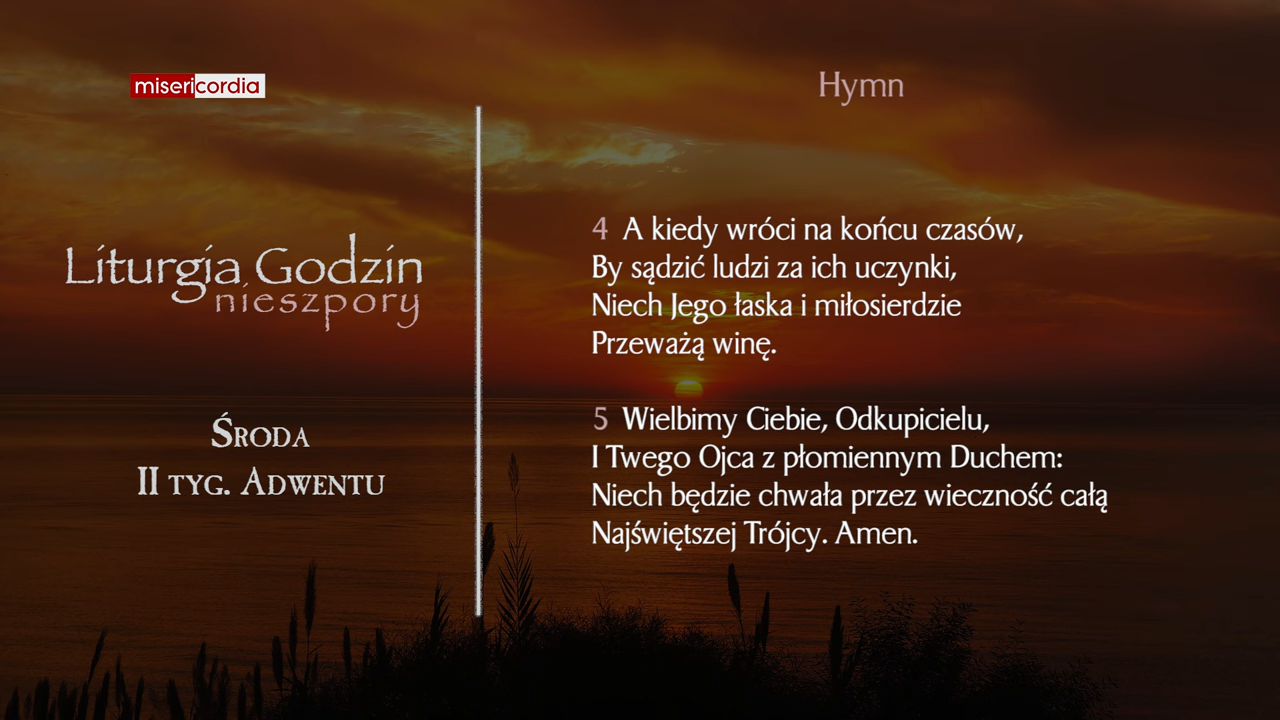 misericordia
Liturgia Godzin
nieszpory
Środa
II tyg. Adwentu
Hymn
4 A kiedy wróci na końcu czasów,
By sądzić ludzi za ich uczynki,
Niech Jego łaska i miłosierdzie
Przeważą winę.
5 Wielbimy Ciebie, Odkupicielu,
I Twego Ojca z płomiennym Duchem:
Niech będzie chwała przez wieczność całą
Najświętszej Trójcy. Amen.